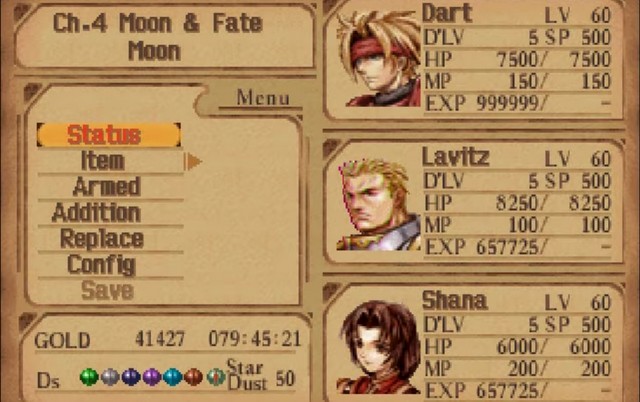 Ch.4 Moon & Fate
Moon
Menu
Status
Item
Armed
Addition
Replace
Config
Save
GOLD 41427 079:45:21
Ds Star Dust 50
Dart LV 60
D'LV 5 SP 500
HP 7500/ 7500
MP 150/ 150
EXP 999999/ -
Lavitz LV 60
D'LV 5 SP 500
HP 8250/ 8250
MP 100/ 100
EXP 657725/ -
Shana LV 60
D'LV 5 SP 500
HP 6000/ 6000
MP 200/ 200
EXP 657725/ -